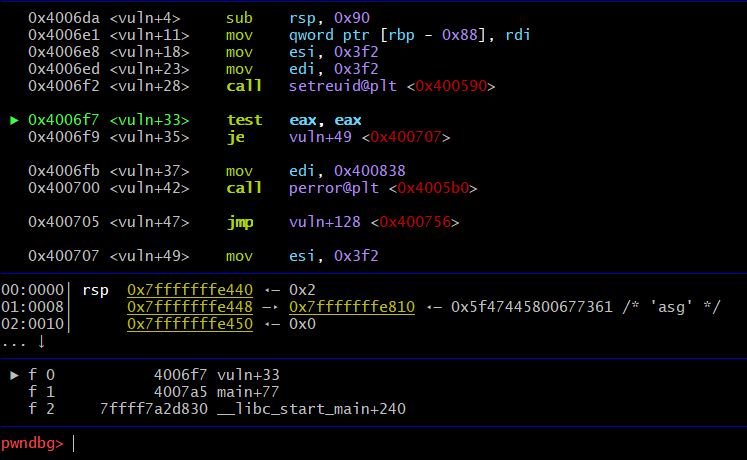 0x4006da <vuln+4> sub rsp, 0x90
0x4006e1 <vuln+11> mov qword ptr [rbp - 0x88], rdi
0x4006e8 <vuln+18> mov esi, 0x3f2
0x4006ed <vuln+23> mov edi, 0x3f2
0x4006f2 <vuln+28> call setreuid@plt <0x400590>
► 0x4006f7 <vuln+33> test eax, eax
0x4006f9 <vuln+35> je vuln+49 <0x400707>
0x4006fb <vuln+37> mov edi, 0x400838
0x400700 <vuln+42> call perror@plt <0x4005b0>
0x400705 <vuln+47> jmp vuln+128 <0x400756>
0x400707 <vuln+49> mov esi, 0x3f2
00:0000│ rsp 0x7fffffffe440 ◂— 0x2
01:0008│ 0x7fffffffe448 —▸ 0x7fffffffe810 ◂— 0x5f47445800677361 /* 'asg' */
02:0010│ 0x7fffffffe450 ◂— 0x0
... ↓
► f 0 4006f7 vuln+33
f 1 4007a5 main+77
f 2 7ffff7a2d830 __libc_start_main+240
pwndbg>